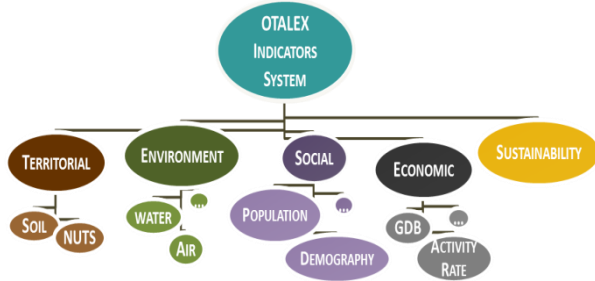 OTALEX
INDICATORS
SYSTEM
TERRITORIAL
ENVIRONMENT
SOCIAL
ECONOMIC
SUSTAINABILITY
SOIL
NUTS
WATER
...
AIR
POPULATION
...
DEMOGRAPHY
GDB
...
ACTIVITY
RATE